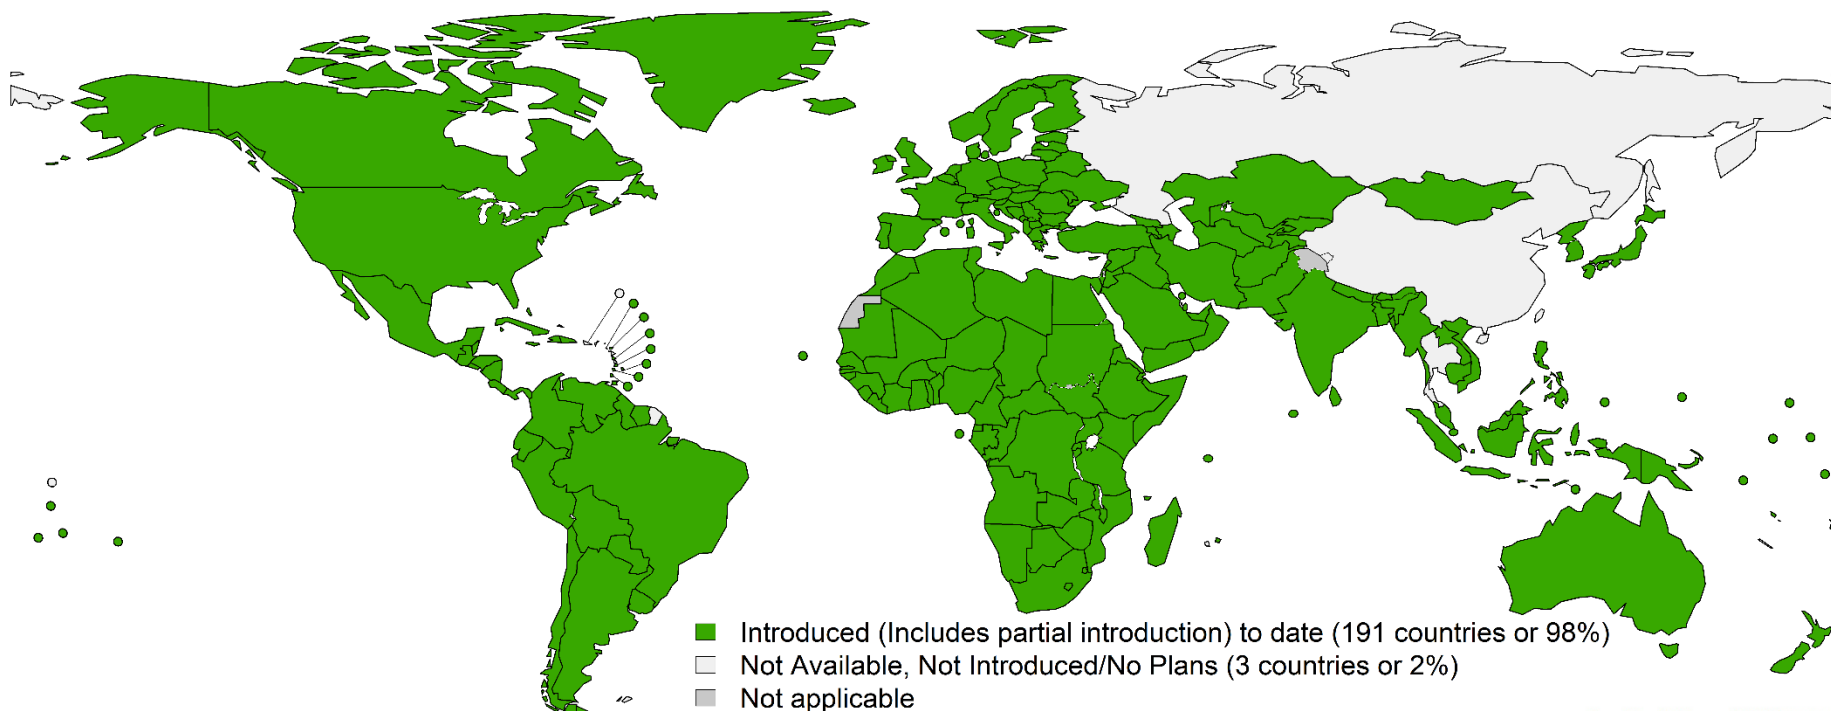 Introduced (Includes partial introduction) to date (191 countries or 98%)
Not Available, Not Introduced/No Plans (3 countries or 2%)
Not applicable